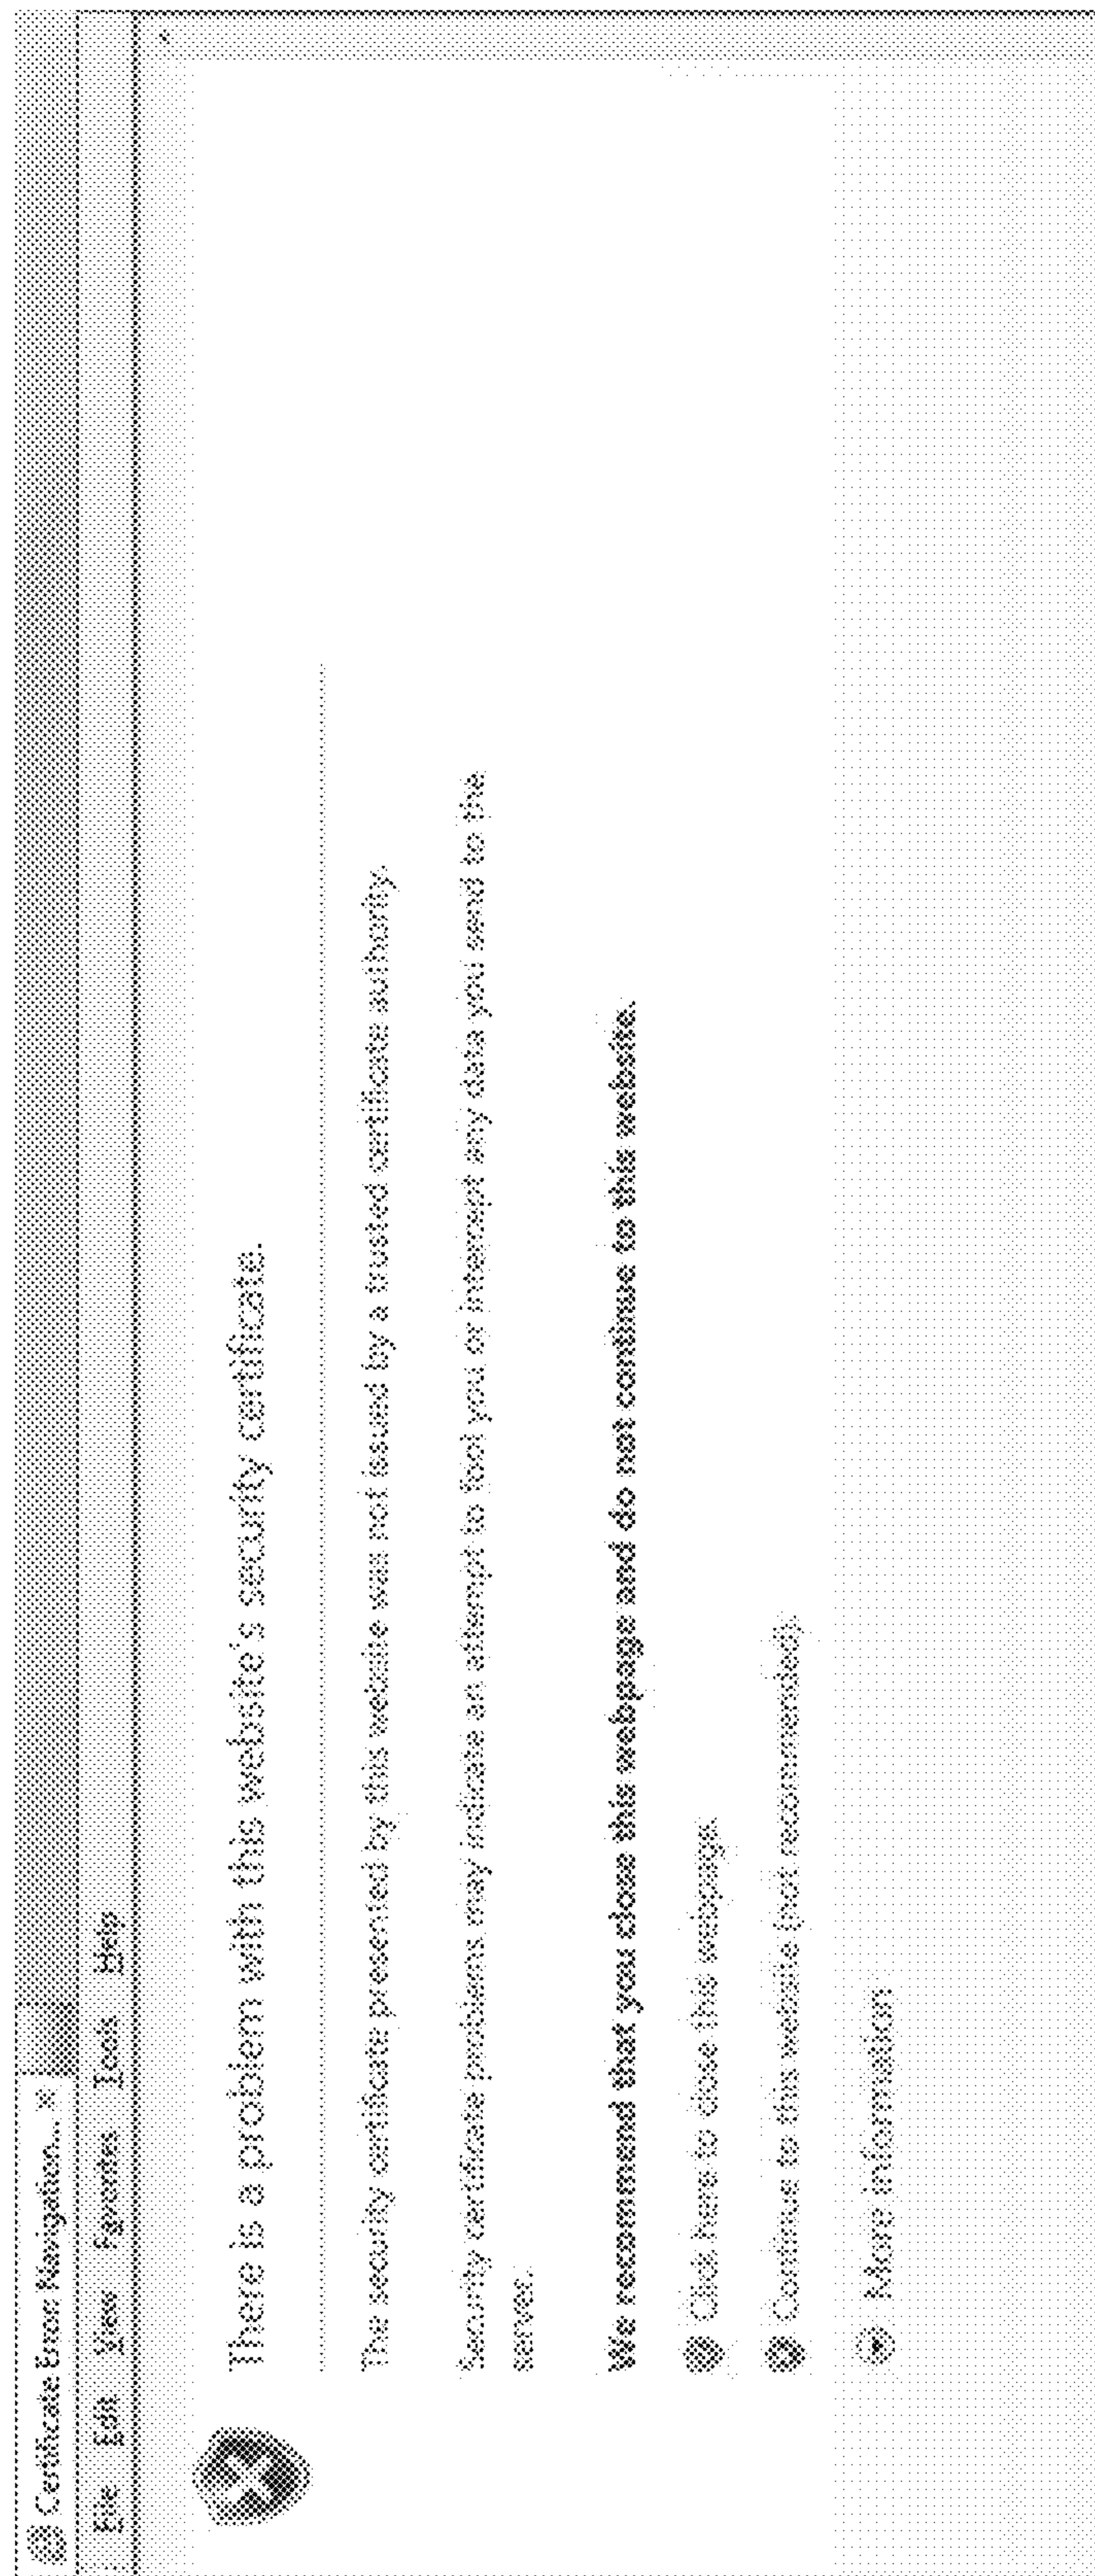 Certificate Error: Navigation...
File Edit View Favorites Tools Help
There is a problem with this website's security certificate.
The security certificate presented by this website was not issued by a trusted certificate authority.
Security certificate problems may indicate an attempt to fool you or intercept any data you send to the
server.
We recommend that you close this webpage and do not continue to this website.
Click here to close this webpage.
Continue to this website (not recommended).
More information